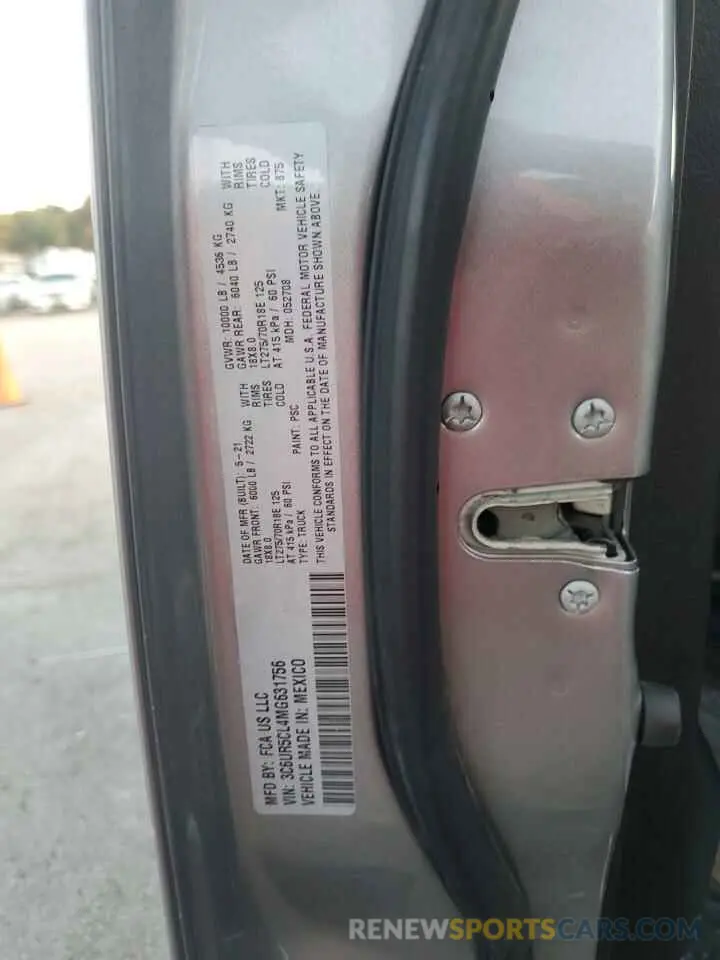 MFD BY: FCA US LLC
VIN: 3C6UR5CL4MG631756
VEHICLE MADE IN: MEXICO
DATE OF MFR (BUILT): 5-21
GVWR: 10000 LB / 4536 KG
GAWR FRONT: 6000 LB / 2722 KG WITH
GAWR REAR: 6040 LB / 2740 KG WITH
18X8.0 RIMS
18X8.0 RIMS
LT275/70R18E 125 TIRES
LT275/70R18E 125 TIRES
AT 415 kPa / 60 PSI COLD
AT 415 kPa / 60 PSI COLD
TYPE: TRUCK PAINT: PSC MDH: 052708 MKT: 875
THIS VEHICLE CONFORMS TO ALL APPLICABLE U.S.A. FEDERAL MOTOR VEHICLE SAFETY
STANDARDS IN EFFECT ON THE DATE OF MANUFACTURE SHOWN ABOVE
RENEWSPORTSCARS.COM